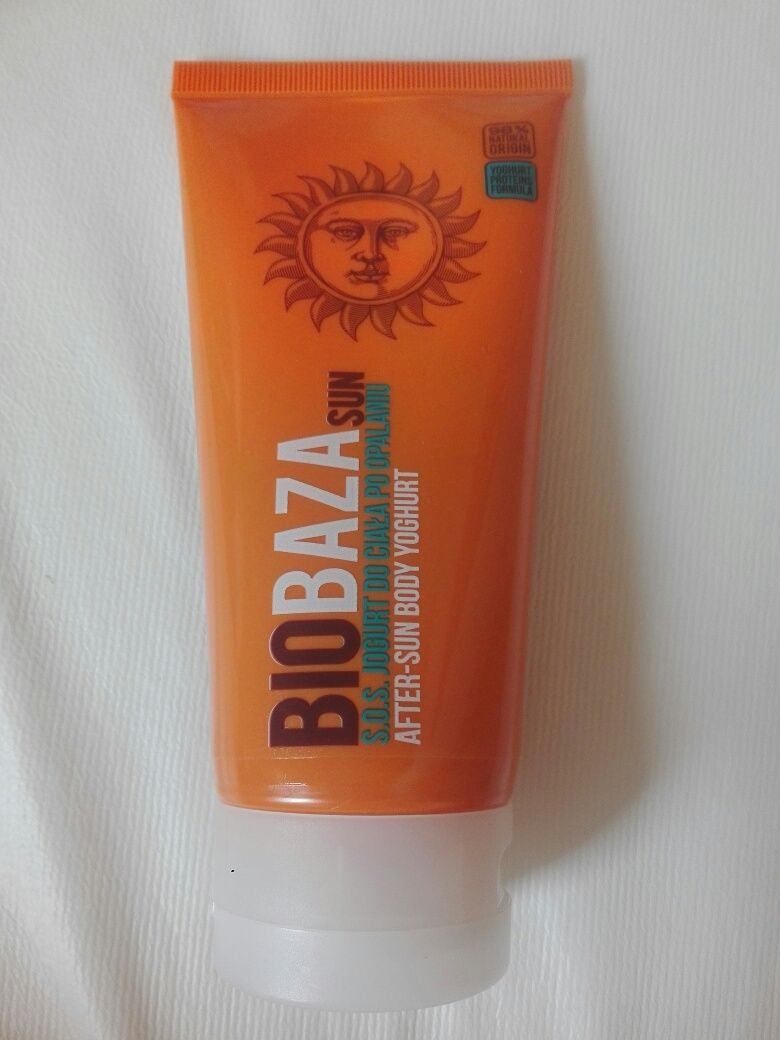 98%
NATURAL
ORIGIN
YOGHURT
PROTEINS
FORMULA
BIOBAZA SUN
S.O.S. JOGURT DO CIAŁA PO OPALANIU
AFTER-SUN BODY YOGHURT